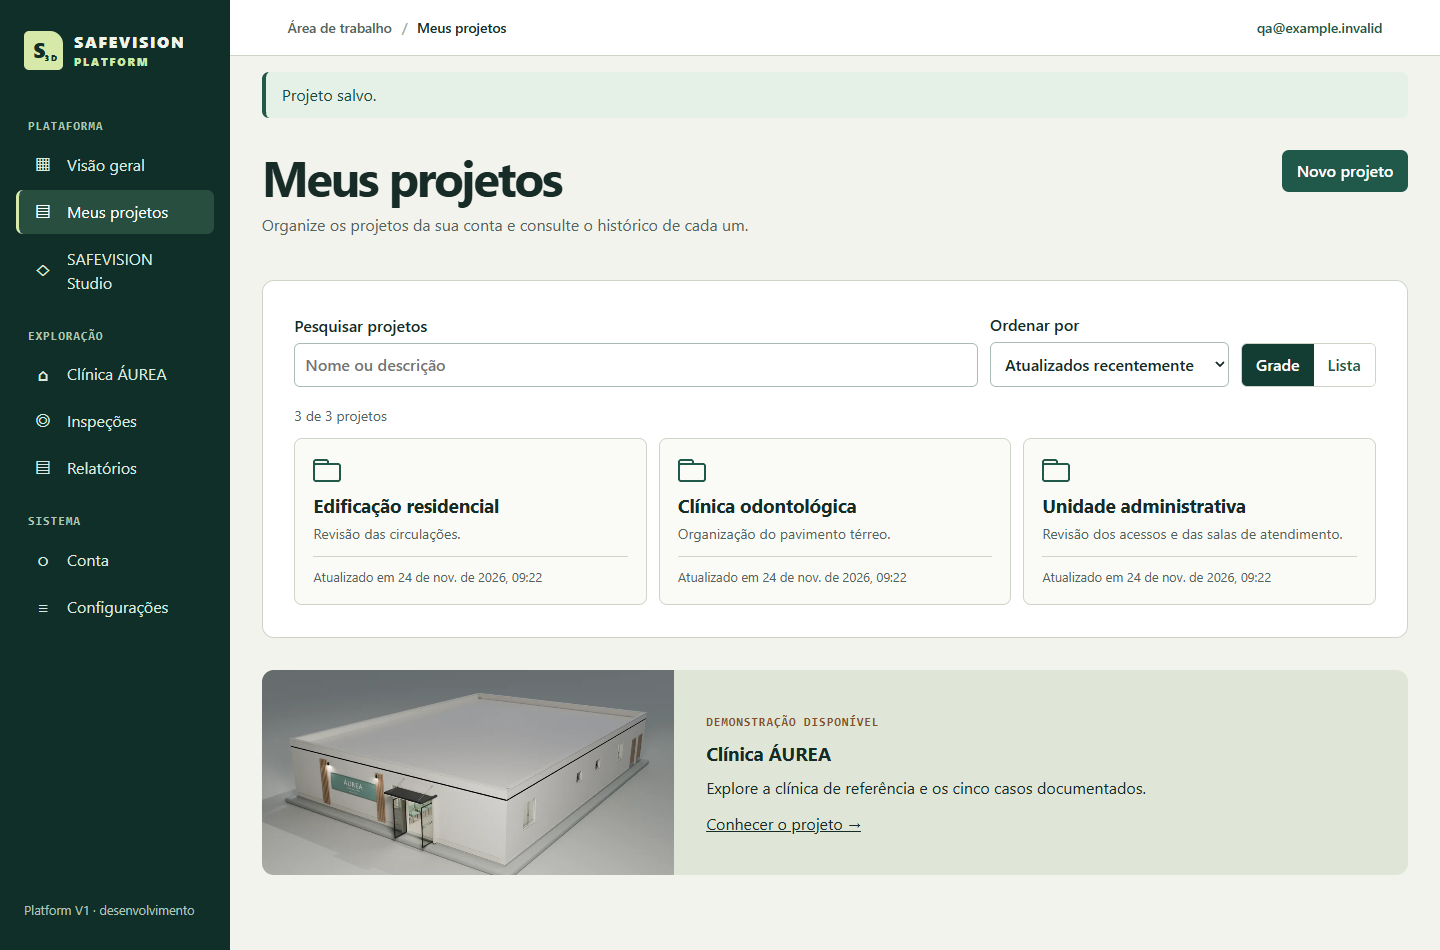 S3D
SAFEVISION
PLATFORM
PLATAFORMA
Visão geral
Meus projetos
SAFEVISION
Studio
EXPLORAÇÃO
Clínica ÁUREA
Inspeções
Relatórios
SISTEMA
Conta
Configurações
Platform V1 · desenvolvimento
Área de trabalho / Meus projetos
qa@example.invalid
Projeto salvo.
Meus projetos
Novo projeto
Organize os projetos da sua conta e consulte o histórico de cada um.
Pesquisar projetos
Nome ou descrição
Ordenar por
Atualizados recentemente
Grade
Lista
3 de 3 projetos
Edificação residencial
Revisão das circulações.
Atualizado em 24 de nov. de 2026, 09:22
Clínica odontológica
Organização do pavimento térreo.
Atualizado em 24 de nov. de 2026, 09:22
Unidade administrativa
Revisão dos acessos e das salas de atendimento.
Atualizado em 24 de nov. de 2026, 09:22
ÁUREA
DEMONSTRAÇÃO DISPONÍVEL
Clínica ÁUREA
Explore a clínica de referência e os cinco casos documentados.
Conhecer o projeto →